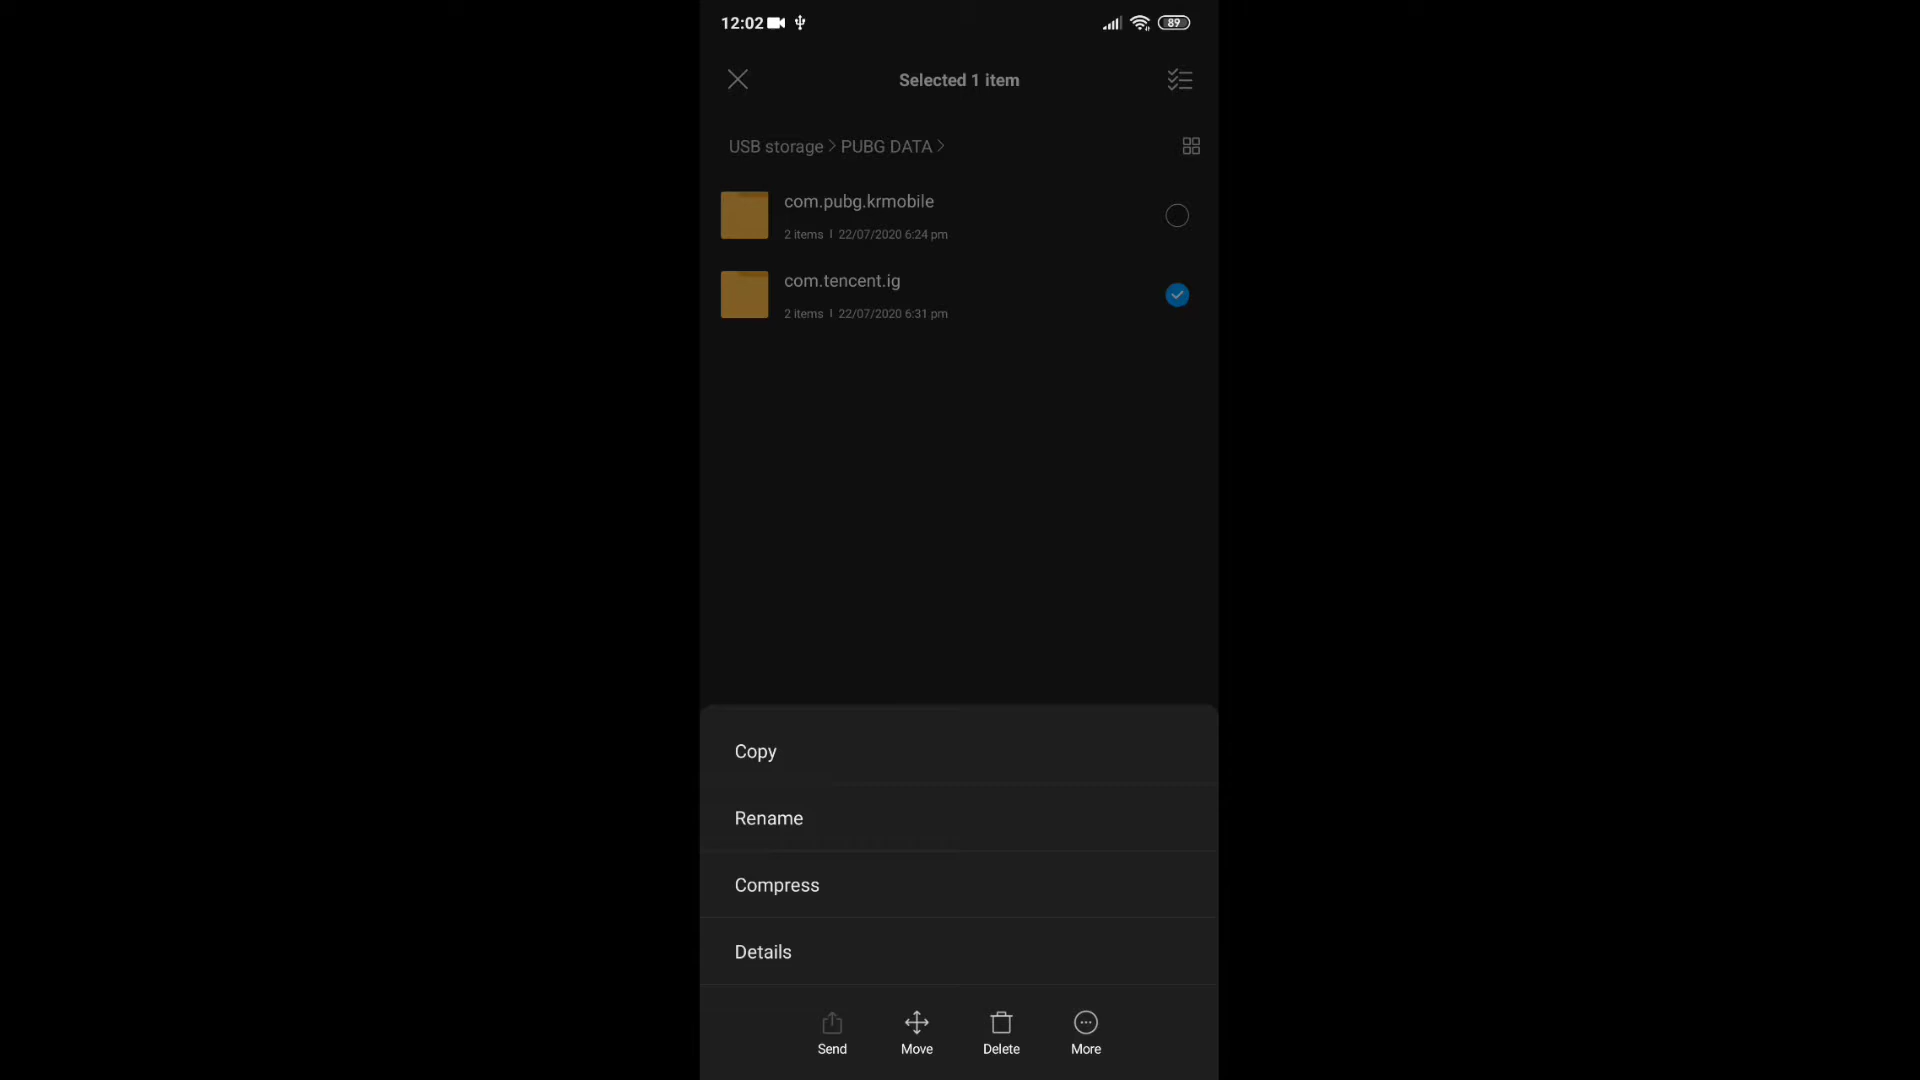 12:02
89
Selected 1 item
USB storage > PUBG DATA >
com.pubg.krmobile
2 items | 22/07/2020 6:24 pm
com.tencent.ig
2 items | 22/07/2020 6:31 pm
Copy
Rename
Compress
Details
Send Move Delete More